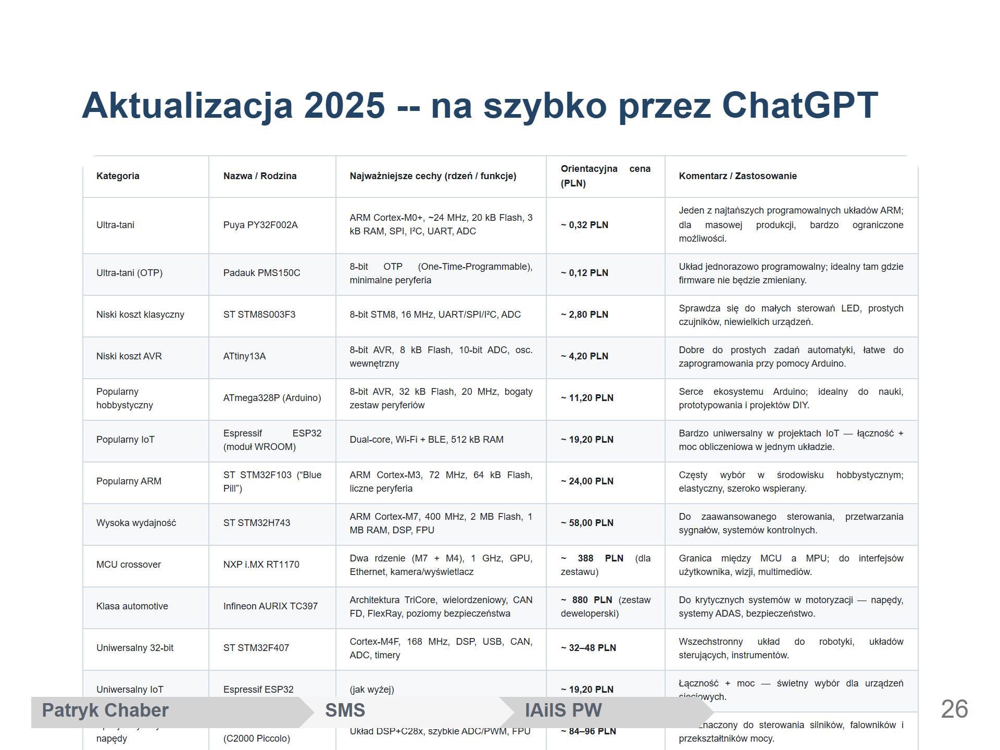 Aktualizacja 2025 -- na szybko przez ChatGPT
Kategoria
Nazwa / Rodzina
Najważniejsze cechy (rdzeń / funkcje)
Orientacyjna cena
(PLN)
Komentarz / Zastosowanie
Ultra-tani
Puya PY32F002A
ARM Cortex-M0+, ~24 MHz, 20 kB Flash, 3
kB RAM, SPI, I²C, UART, ADC
~ 0,32 PLN
Jeden z najtańszych programowalnych układów ARM;
dla masowej produkcji, bardzo ograniczone
możliwości.
Ultra-tani (OTP)
Padauk PMS150C
8-bit OTP (One-Time-Programmable),
minimalne peryferia
~ 0,12 PLN
Układ jednorazowo programowalny; idealny tam gdzie
firmware nie będzie zmieniany.
Niski koszt klasyczny
ST STM8S003F3
8-bit STM8, 16 MHz, UART/SPI/I²C, ADC
~ 2,80 PLN
Sprawdza się do małych sterowań LED, prostych
czujników, niewielkich urządzeń.
Niski koszt AVR
ATtiny13A
8-bit AVR, 8 kB Flash, 10-bit ADC, osc.
wewnętrzny
~ 4,20 PLN
Dobre do prostych zadań automatyki, łatwe do
zaprogramowania przy pomocy Arduino.
Popularny
hobbystyczny
ATmega328P (Arduino)
8-bit AVR, 32 kB Flash, 20 MHz, bogaty
zestaw peryferiów
~ 11,20 PLN
Serce ekosystemu Arduino; idealny do nauki,
prototypowania i projektów DIY.
Popularny IoT
Espressif ESP32
(moduł WROOM)
Dual-core, Wi-Fi + BLE, 512 kB RAM
~ 19,20 PLN
Bardzo uniwersalny w projektach IoT — łączność +
moc obliczeniowa w jednym układzie.
Popularny ARM
ST STM32F103 (“Blue
Pill”)
ARM Cortex-M3, 72 MHz, 64 kB Flash,
liczne peryferia
~ 24,00 PLN
Częsty wybór w środowisku hobbystycznym;
elastyczny, szeroko wspierany.
Wysoka wydajność
ST STM32H743
ARM Cortex-M7, 400 MHz, 2 MB Flash, 1
MB RAM, DSP, FPU
~ 58,00 PLN
Do zaawansowanego sterowania, przetwarzania
sygnałów, systemów kontrolnych.
MCU crossover
NXP i.MX RT1170
Dwa rdzenie (M7 + M4), 1 GHz, GPU,
Ethernet, kamera/wyświetlacz
~ 388 PLN (dla
zestawu)
Granica między MCU a MPU; do interfejsów
użytkownika, wizji, multimediów.
Klasa automotive
Infineon AURIX TC397
Architektura TriCore, wielordzeniowy, CAN
FD, FlexRay, poziomy bezpieczeństwa
~ 880 PLN (zestaw
deweloperski)
Do krytycznych systemów w motoryzacji — napędy,
systemy ADAS, bezpieczeństwo.
Uniwersalny 32-bit
ST STM32F407
Cortex-M4F, 168 MHz, DSP, USB, CAN,
ADC, timery
~ 32–48 PLN
Wszechstronny układ do robotyki, układów
sterujących, instrumentów.
Uniwersalny IoT
Espressif ESP32
(jak wyżej)
~ 19,20 PLN
Łączność + moc — świetny wybór dla urządzeń
sieciowych.
napędy
(C2000 Piccolo)
Układ DSP+C28x, szybkie ADC/PWM, FPU
~ 84–96 PLN
do sterowania silników, falowników i
przekształtników mocy.
Patryk Chaber
SMS
IAiIS PW
26